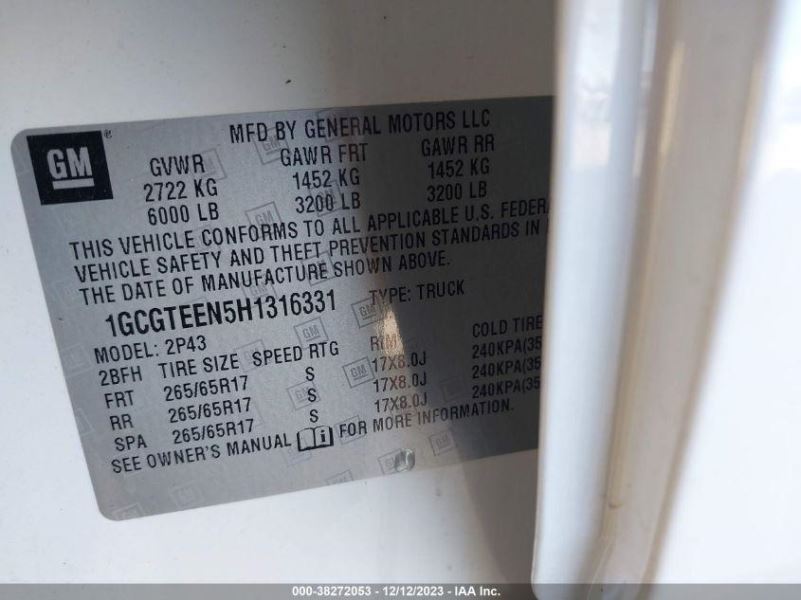 GM
MFD BY GENERAL MOTORS LLC
GVWR GAWR FRT GAWR RR
2722 KG 1452 KG 1452 KG
6000 LB 3200 LB 3200 LB
THIS VEHICLE CONFORMS TO ALL APPLICABLE U.S.
VEHICLE SAFETY AND THEFT PREVENTION STANDARDS IN
THE DATE OF MANUFACTURE SHOWN ABOVE.
1GCGTEEN5H1316331 TYPE: TRUCK
MODEL: 2P43
2BFH TIRE SIZE SPEED RTG RIM COLD TIRE
FRT 265/65R17 S 17X8.0J 240KPA(35
RR 265/65R17 S 17X8.0J 240KPA(35
SPA 265/65R17 S 17X8.0J 240KPA(35
SEE OWNER'S MANUAL FOR MORE INFORMATION.
000-38272053 - 12/12/2023 - IAA Inc.